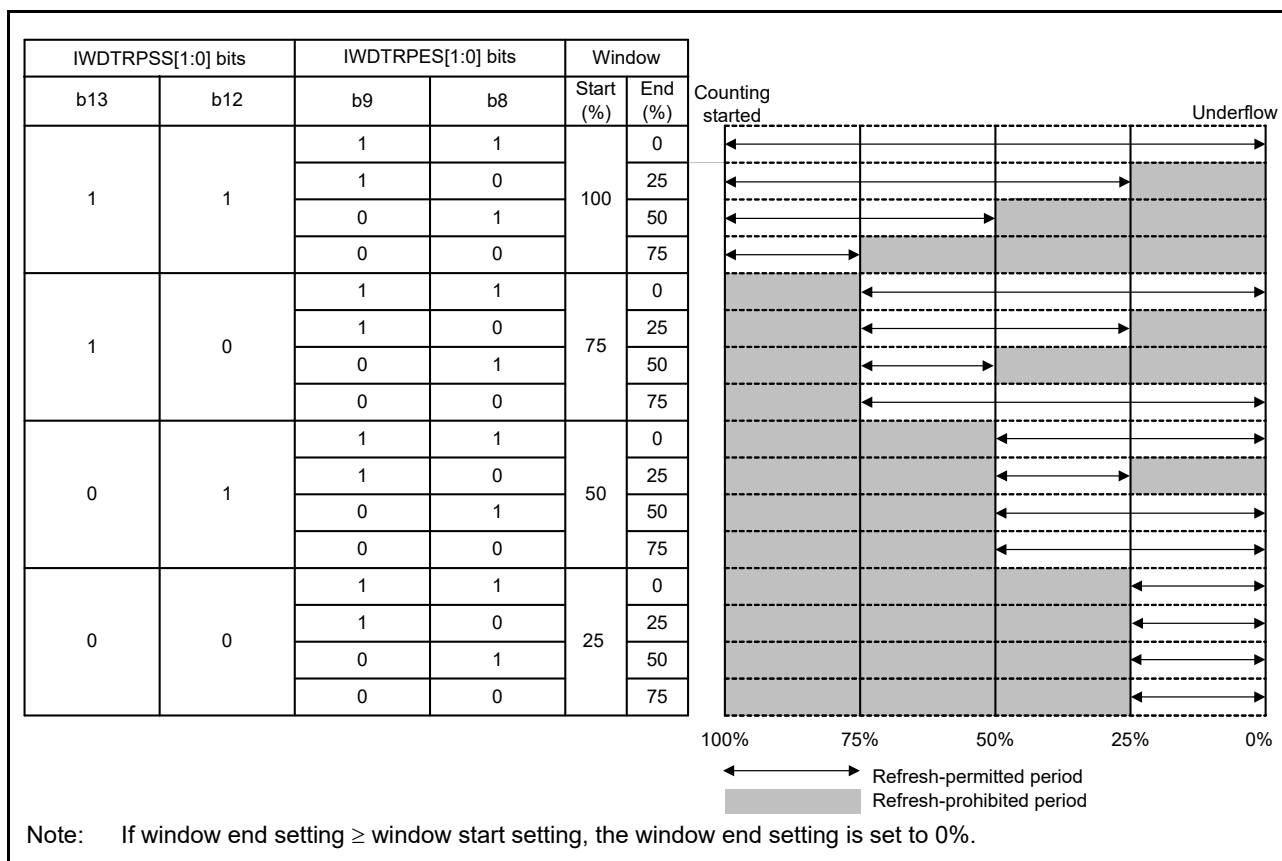 IWDTRPSS[1:0] bits IWDTRPES[1:0] bits Window
b13 b12 b9 b8 Start (%) End (%)
Counting started Underflow
1 1 1 1 100 0
1 0 25
0 1 50
0 0 75
1 0 1 1 75 0
1 0 25
0 1 50
0 0 75
0 1 1 1 50 0
1 0 25
0 1 50
0 0 75
0 0 1 1 25 0
1 0 25
0 1 50
0 0 75
100% 75% 50% 25% 0%
Refresh-permitted period
Refresh-prohibited period
Note: If window end setting ≥ window start setting, the window end setting is set to 0%.